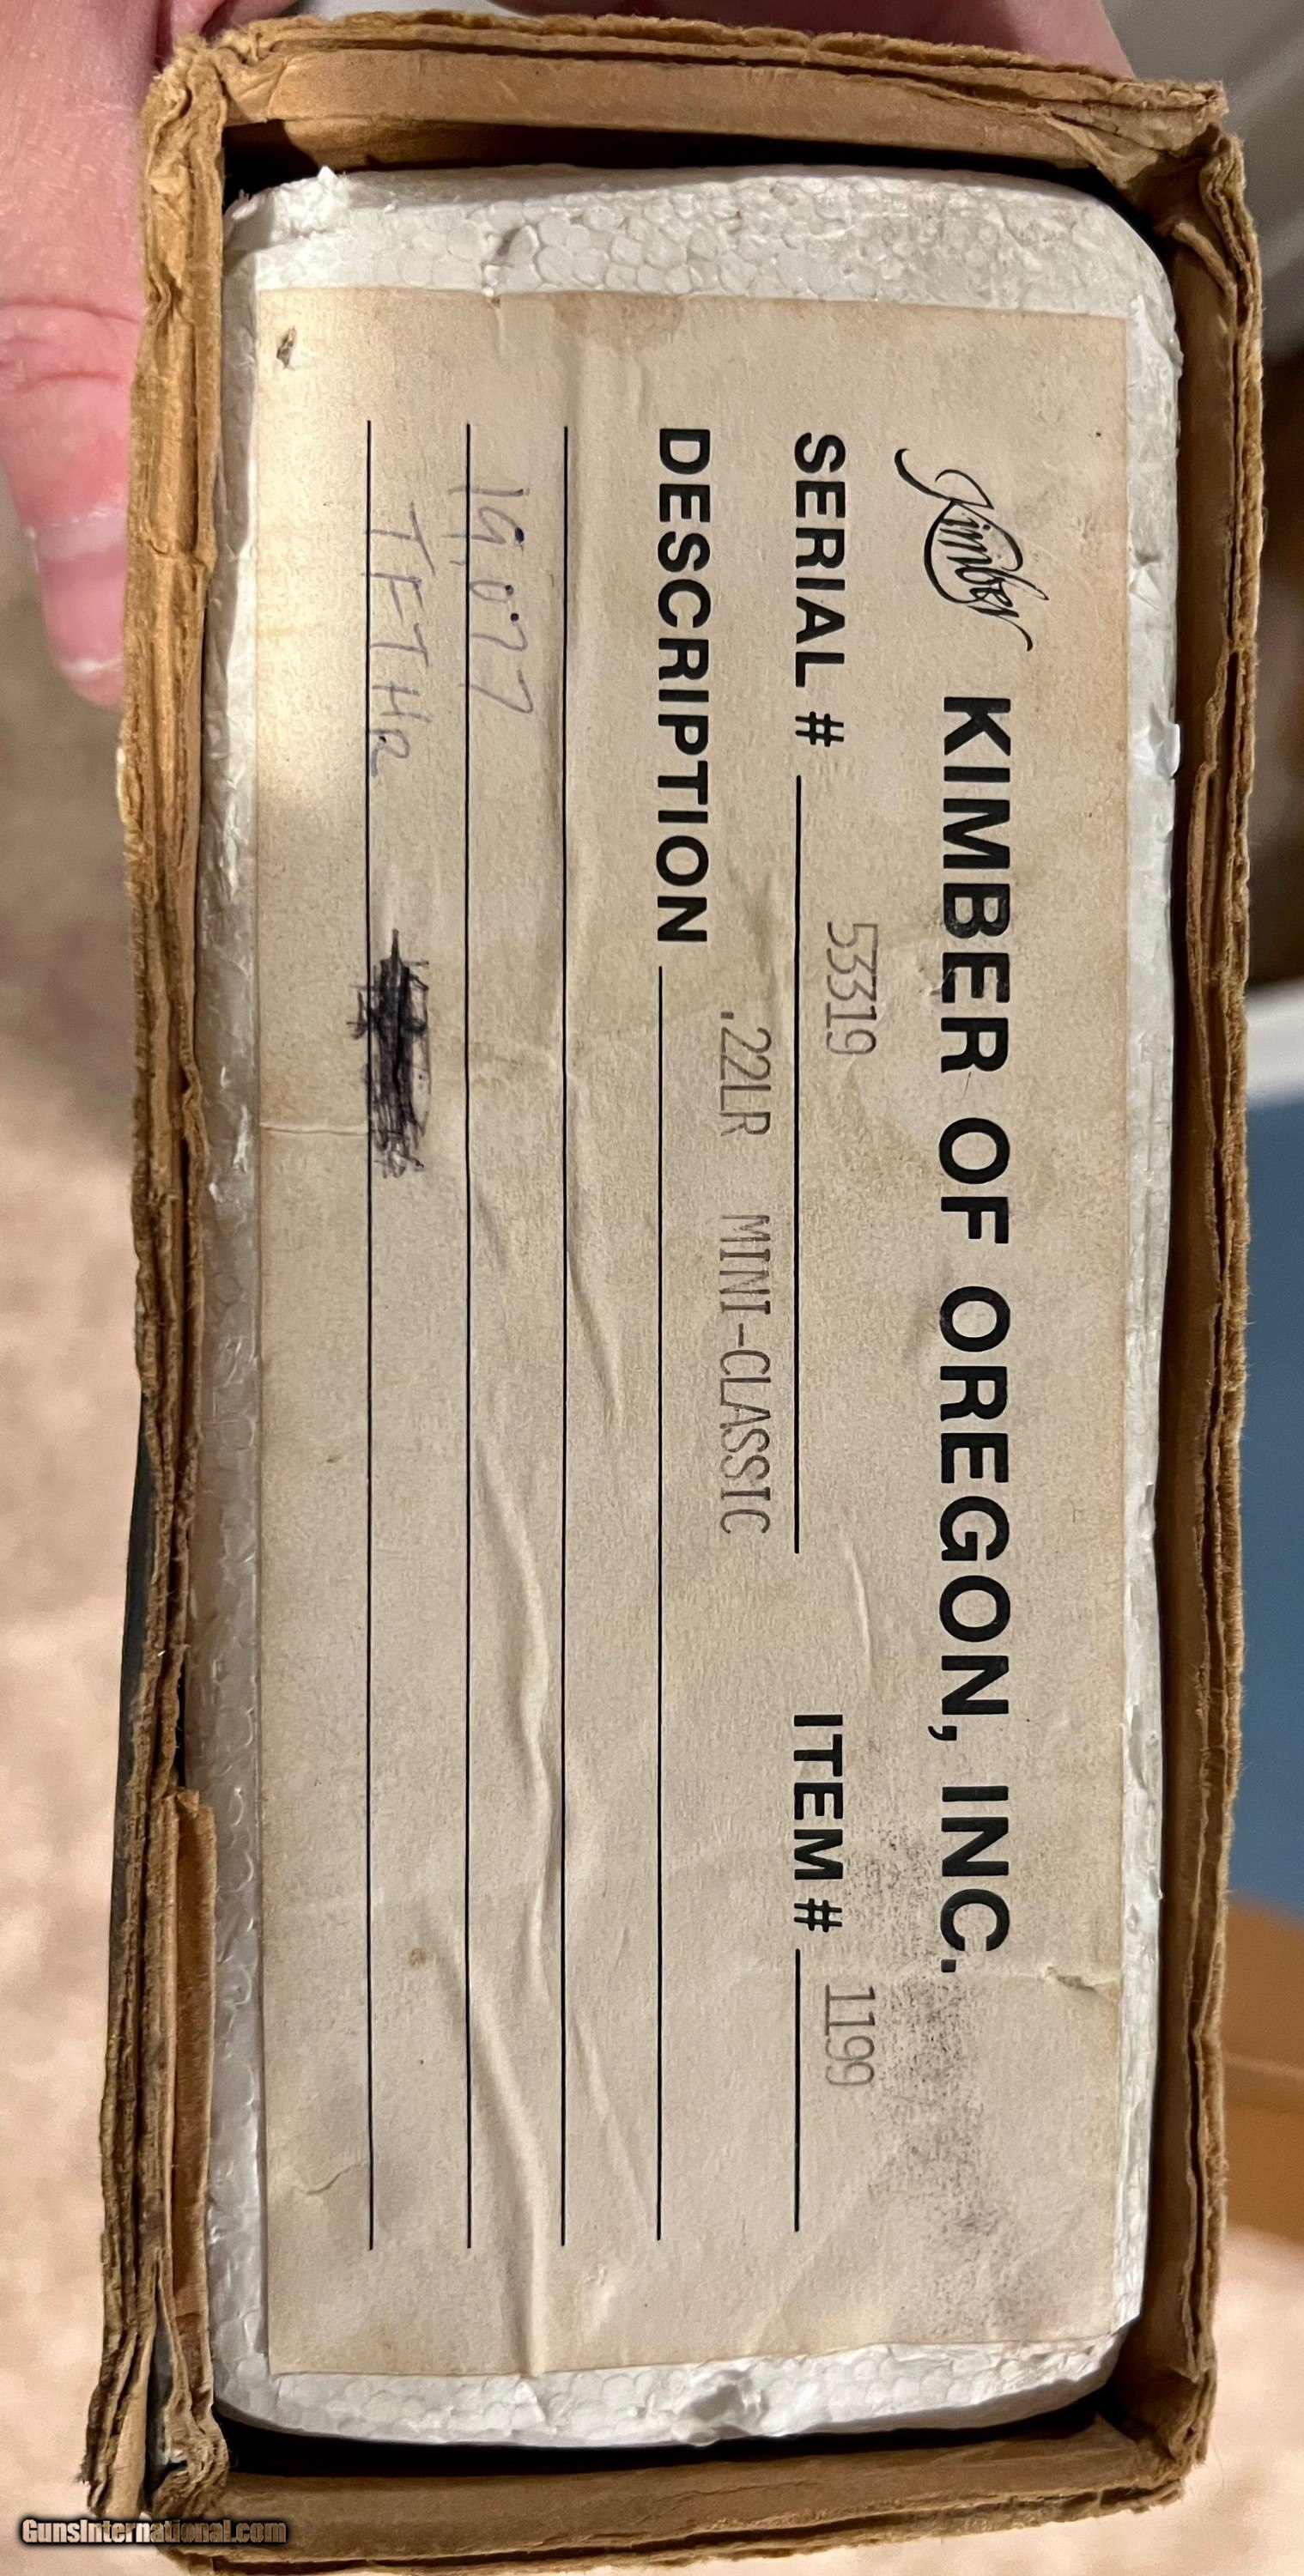 Kimber KIMBER OF OREGON, INC.
SERIAL # 53319 ITEM # 1199
DESCRIPTION .22LR MINI-CLASSIC
19,077
GunsInternational.com